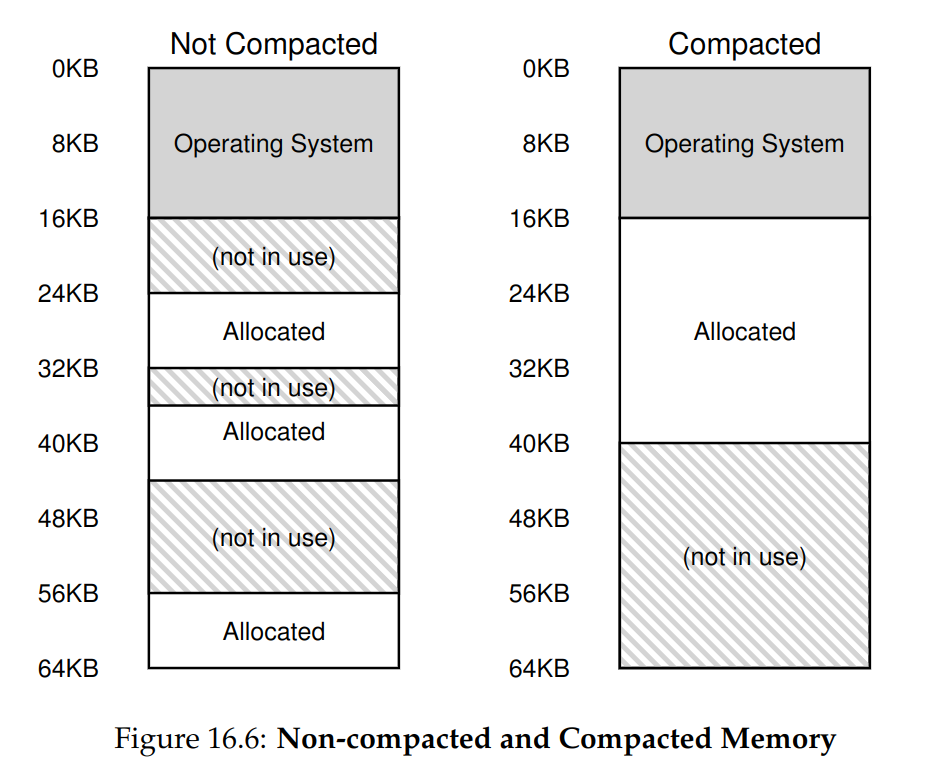 Not Compacted
0KB
Operating System
8KB
16KB
(not in use)
24KB
Allocated
32KB
(not in use)
Allocated
40KB
48KB
(not in use)
56KB
Allocated
64KB
Compacted
0KB
Operating System
8KB
16KB
24KB
Allocated
32KB
40KB
48KB
(not in use)
56KB
64KB
Figure 16.6: Non-compacted and Compacted Memory